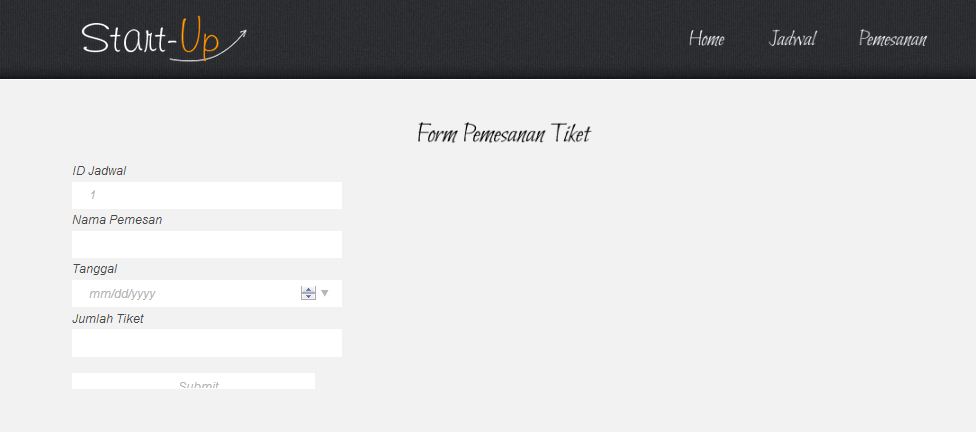 Start-Up
Home Jadwal Pemesanan
Form Pemesanan Tiket
ID Jadwal
1
Nama Pemesan
Tanggal
mm/dd/yyyy
Jumlah Tiket
Submit